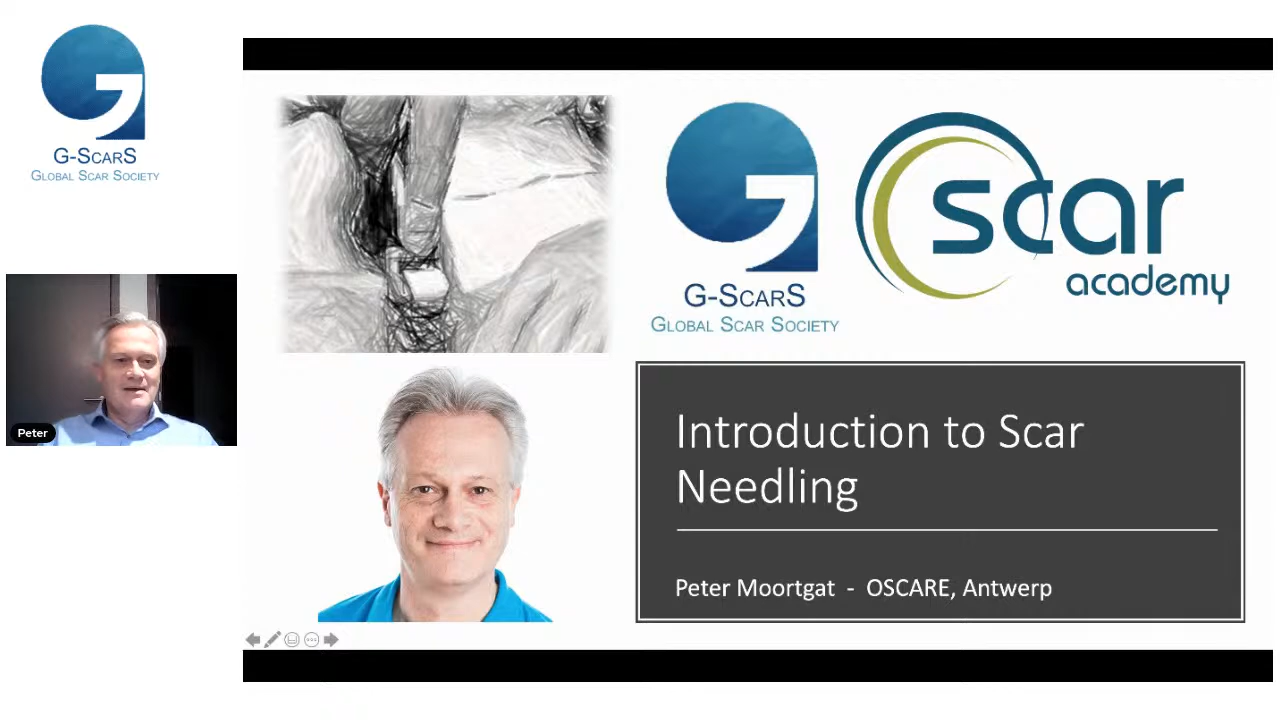 G-ScarS
Global Scar Society
Peter
G-ScarS
Global Scar Society
scar
academy
Introduction to Scar
Needling
Peter Moortgat - OSCARE, Antwerp